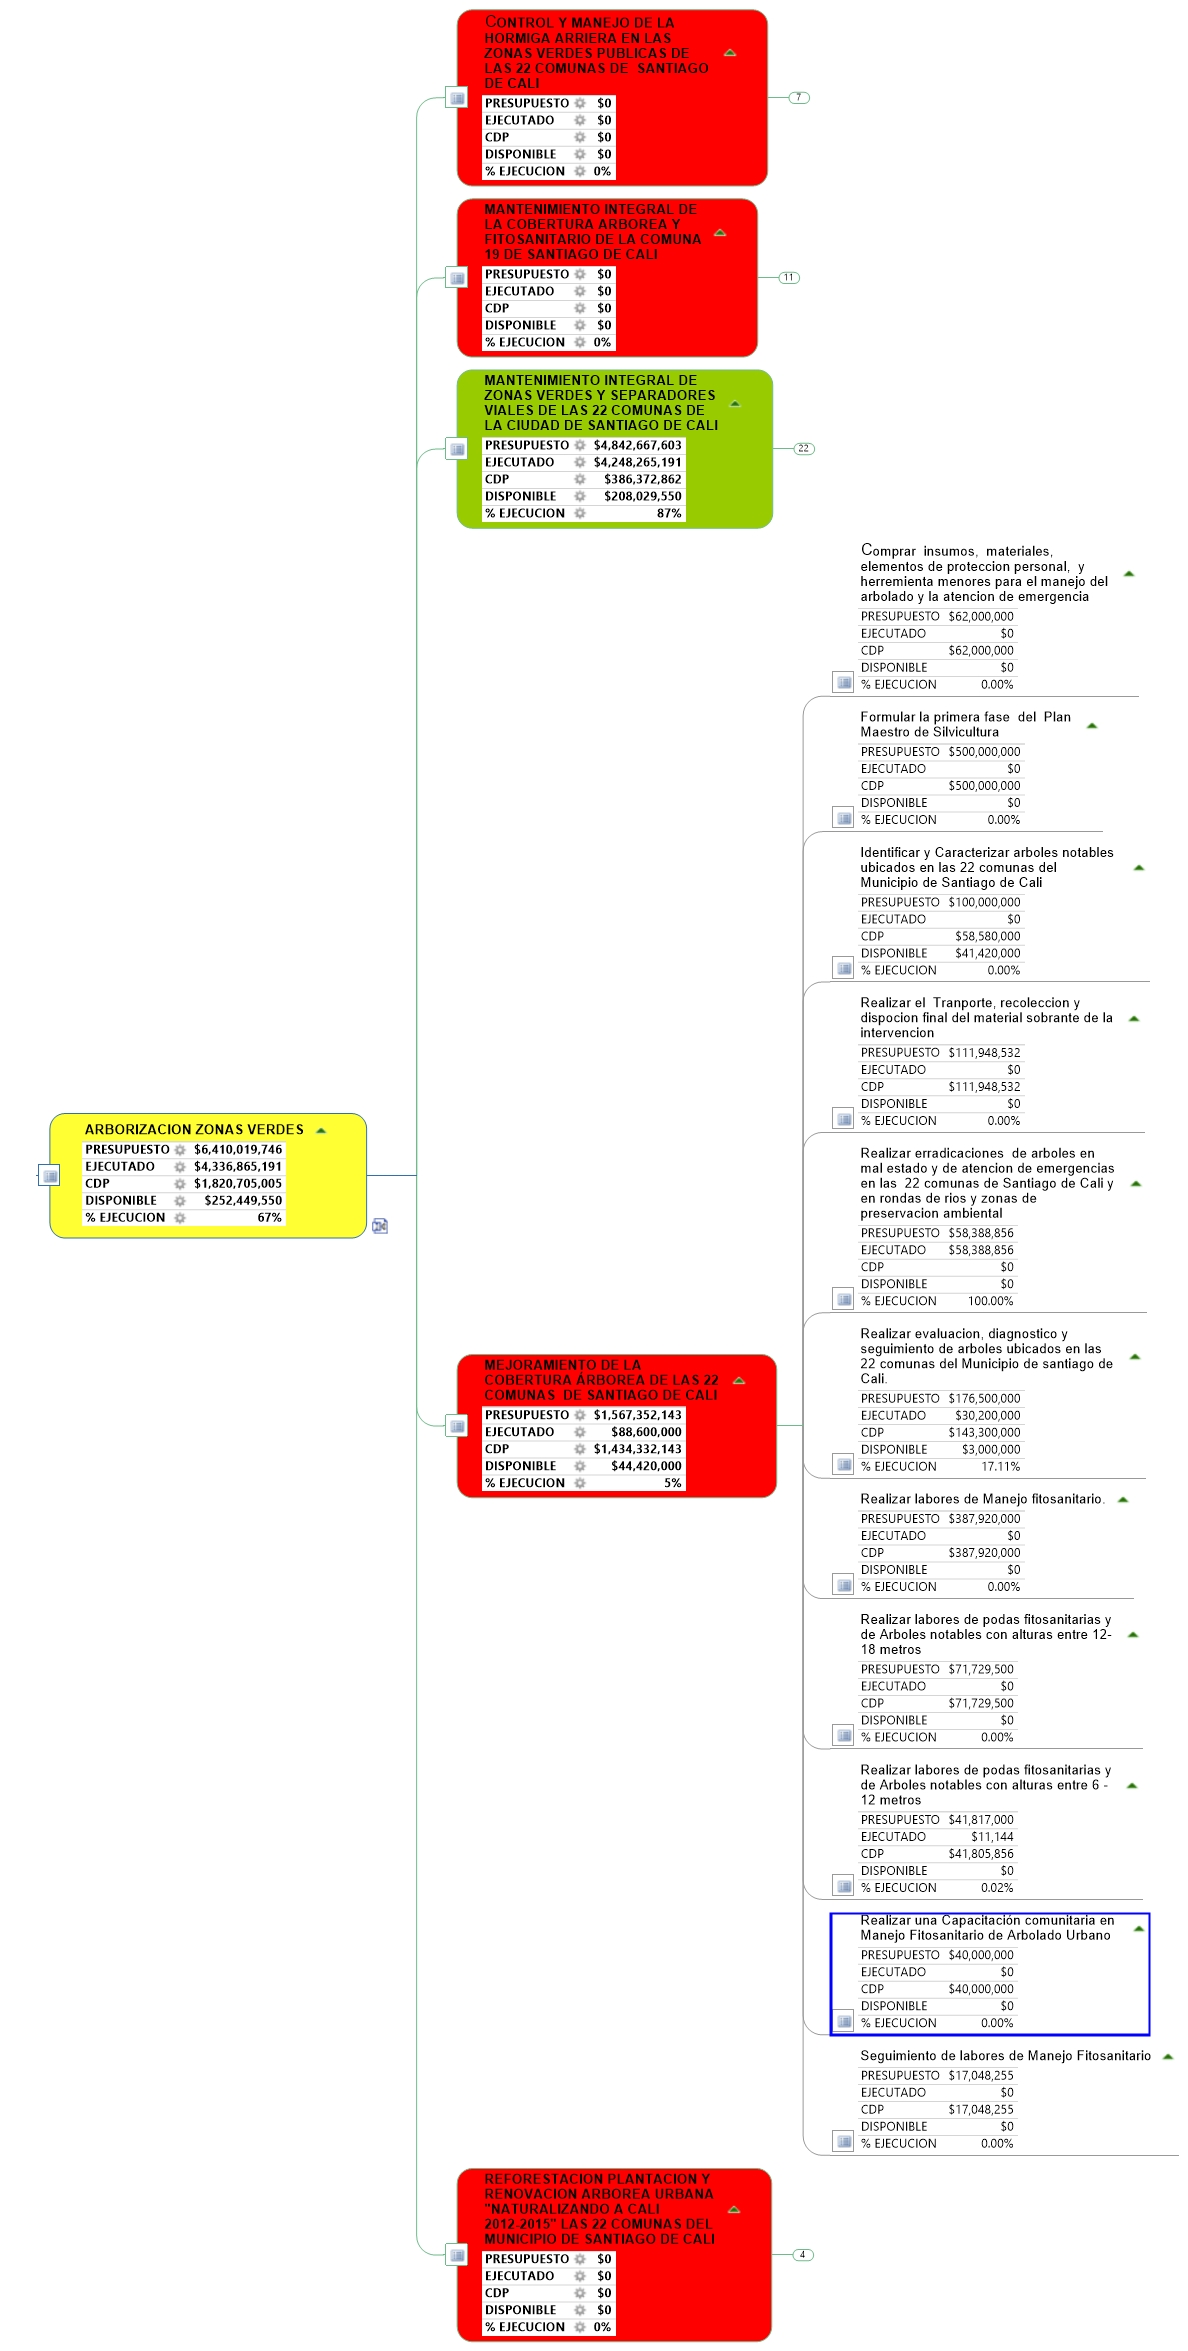 CONTROL Y MANEJO DE LA
HORMIGA ARRIERA EN LAS
ZONAS VERDES PUBLICAS DE
LAS 22 COMUNAS DE SANTIAGO
DE CALI
PRESUPUESTO $0
EJECUTADO $0
CDP $0
DISPONIBLE $0
% EJECUCION 0%
7
MANTENIMIENTO INTEGRAL DE
LA COBERTURA ARBOREA Y
FITOSANITARIO DE LA COMUNA
19 DE SANTIAGO DE CALI
PRESUPUESTO $0
EJECUTADO $0
CDP $0
DISPONIBLE $0
% EJECUCION 0%
11
MANTENIMIENTO INTEGRAL DE
ZONAS VERDES Y SEPARADORES
VIALES DE LAS 22 COMUNAS DE
LA CIUDAD DE SANTIAGO DE CALI
PRESUPUESTO $4,842,667,603
EJECUTADO $4,248,265,191
CDP $386,372,862
DISPONIBLE $208,029,550
% EJECUCION 87%
22
ARBORIZACION ZONAS VERDES
PRESUPUESTO $6,410,019,746
EJECUTADO $4,336,865,191
CDP $1,820,705,005
DISPONIBLE $252,449,550
% EJECUCION 67%
MEJORAMIENTO DE LA
COBERTURA ÁRBOREA DE LAS 22
COMUNAS DE SANTIAGO DE CALI
PRESUPUESTO $1,567,352,143
EJECUTADO $88,600,000
CDP $1,434,332,143
DISPONIBLE $44,420,000
% EJECUCION 5%
Comprar insumos, materiales,
elementos de proteccion personal, y
herremienta menores para el manejo del
arbolado y la atencion de emergencia
PRESUPUESTO $62,000,000
EJECUTADO $0
CDP $62,000,000
DISPONIBLE $0
% EJECUCION 0.00%
Formular la primera fase del Plan
Maestro de Silvicultura
PRESUPUESTO $500,000,000
EJECUTADO $0
CDP $500,000,000
DISPONIBLE $0
% EJECUCION 0.00%
Identificar y Caracterizar arboles notables
ubicados en las 22 comunas del
Municipio de Santiago de Cali
PRESUPUESTO $100,000,000
EJECUTADO $0
CDP $58,580,000
DISPONIBLE $41,420,000
% EJECUCION 0.00%
Realizar el Tranporte, recoleccion y
dispocion final del material sobrante de la
intervencion
PRESUPUESTO $111,948,532
EJECUTADO $0
CDP $111,948,532
DISPONIBLE $0
% EJECUCION 0.00%
Realizar erradicaciones de arboles en
mal estado y de atencion de emergencias
en las 22 comunas de Santiago de Cali y
en rondas de rios y zonas de
preservacion ambiental
PRESUPUESTO $58,388,856
EJECUTADO $58,388,856
CDP $0
DISPONIBLE $0
% EJECUCION 100.00%
Realizar evaluacion, diagnostico y
seguimiento de arboles ubicados en las
22 comunas del Municipio de santiago de
Cali.
PRESUPUESTO $176,500,000
EJECUTADO $30,200,000
CDP $143,300,000
DISPONIBLE $3,000,000
% EJECUCION 17.11%
Realizar labores de Manejo fitosanitario.
PRESUPUESTO $387,920,000
EJECUTADO $0
CDP $387,920,000
DISPONIBLE $0
% EJECUCION 0.00%
Realizar labores de podas fitosanitarias y
de Arboles notables con alturas entre 12-
18 metros
PRESUPUESTO $71,729,500
EJECUTADO $0
CDP $71,729,500
DISPONIBLE $0
% EJECUCION 0.00%
Realizar labores de podas fitosanitarias y
de Arboles notables con alturas entre 6 -
12 metros
PRESUPUESTO $41,817,000
EJECUTADO $11,144
CDP $41,805,856
DISPONIBLE $0
% EJECUCION 0.02%
Realizar una Capacitación comunitaria en
Manejo Fitosanitario de Arbolado Urbano
PRESUPUESTO $40,000,000
EJECUTADO $0
CDP $40,000,000
DISPONIBLE $0
% EJECUCION 0.00%
Seguimiento de labores de Manejo Fitosanitario
PRESUPUESTO $17,048,255
EJECUTADO $0
CDP $17,048,255
DISPONIBLE $0
% EJECUCION 0.00%
REFORESTACION PLANTACION Y
RENOVACION ARBOREA URBANA
"NATURALIZANDO A CALI
2012-2015" LAS 22 COMUNAS DEL
MUNICIPIO DE SANTIAGO DE CALI
PRESUPUESTO $0
EJECUTADO $0
CDP $0
DISPONIBLE $0
% EJECUCION 0%
4